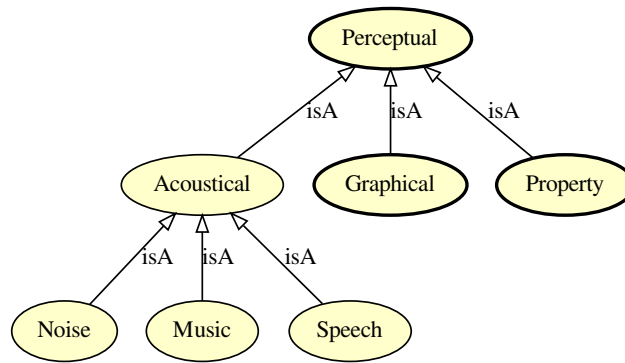 Perceptual
isA isA isA
Acoustical Graphical Property
isA isA isA
Noise Music Speech